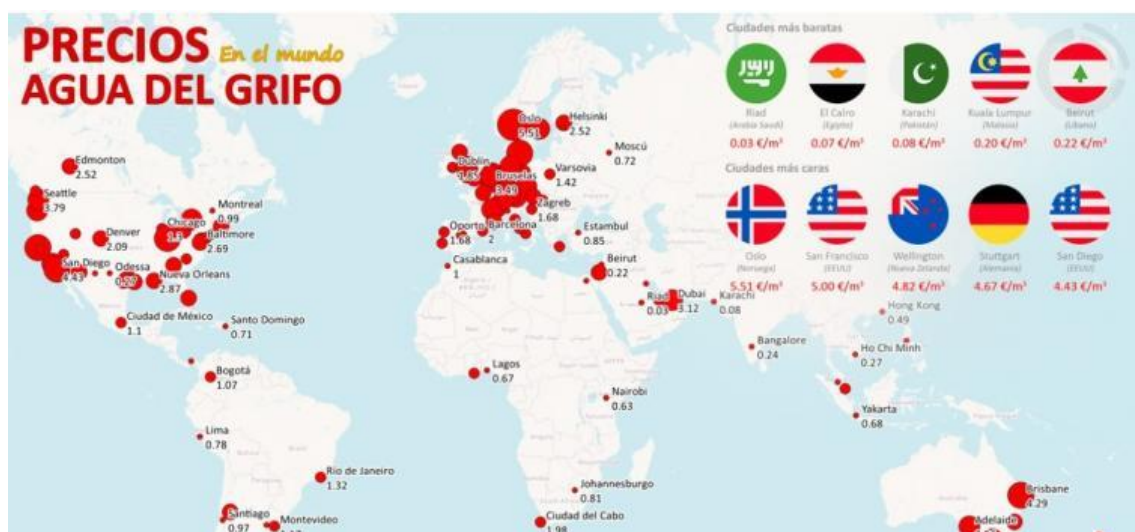 PRECIOS En el mundo
AGUA DEL GRIFO
Ciudades más baratas
Riad
(Arabia Saudí)
0.03 €/m³
El Cairo
(Egipto)
0.07 €/m³
Karachi
(Pakistán)
0.08 €/m³
Kuala Lumpur
(Malasia)
0.20 €/m³
Beirut
(Líbano)
0.22 €/m³
Ciudades más caras
Oslo
(Noruega)
5.51 €/m³
San Francisco
(EEUU)
5.00 €/m³
Wellington
(Nueva Zelanda)
4.82 €/m³
Stuttgart
(Alemania)
4.67 €/m³
San Diego
(EEUU)
4.43 €/m³
Edmonton
2.52
Seattle
3.79
Montreal
0.99
Chicago
1.3
Denver
2.09
Baltimore
2.69
San Diego
4.43
Odessa
0.27
Nueva Orleans
2.87
Ciudad de México
1.1
Santo Domingo
0.71
Bogotá
1.07
Lima
0.78
Rio de Janeiro
1.32
Santiago
0.97
Montevideo
Oslo
5.51
Helsinki
2.52
Moscú
0.72
Dublín
1.85
Bruselas
3.49
Varsovia
1.42
Zagreb
1.68
Oporto
1.68
Barcelona
2
Estambul
0.85
Casablanca
1
Beirut
0.22
Riad
0.03
Dubai
3.12
Karachi
0.08
Hong Kong
0.49
Bangalore
0.24
Ho Chi Minh
0.27
Lagos
0.67
Nairobi
0.63
Yakarta
0.68
Johannesburgo
0.81
Ciudad del Cabo
1.98
Brisbane
4.29
Adelaide